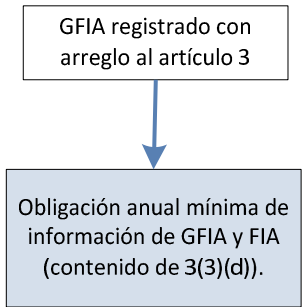 GFIA registrado con
arreglo al artículo 3
Obligación anual mínima de
información de GFIA y FIA
(contenido de 3(3)(d)).